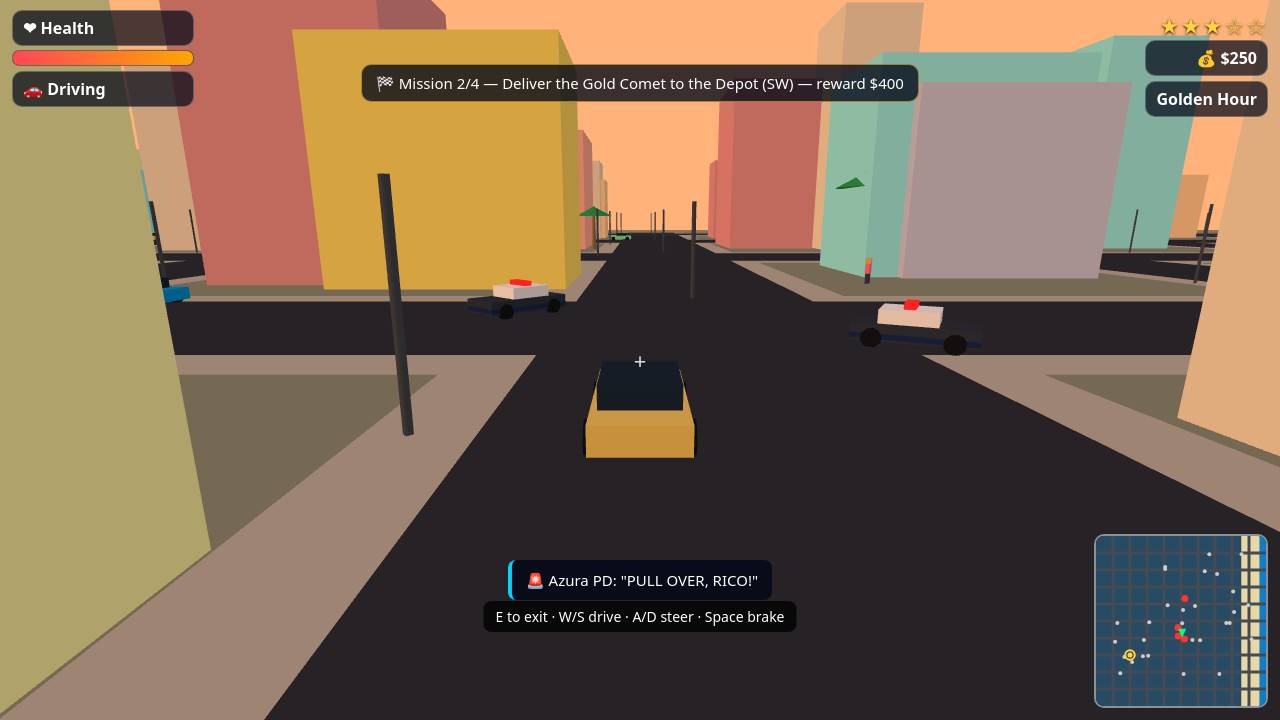 ❤ Health
🚗 Driving
🏁 Mission 2/4 — Deliver the Gold Comet to the Depot (SW) — reward $400
★★★☆☆
💰 $250
Golden Hour
🚨 Azura PD: "PULL OVER, RICO!"
E to exit · W/S drive · A/D steer · Space brake